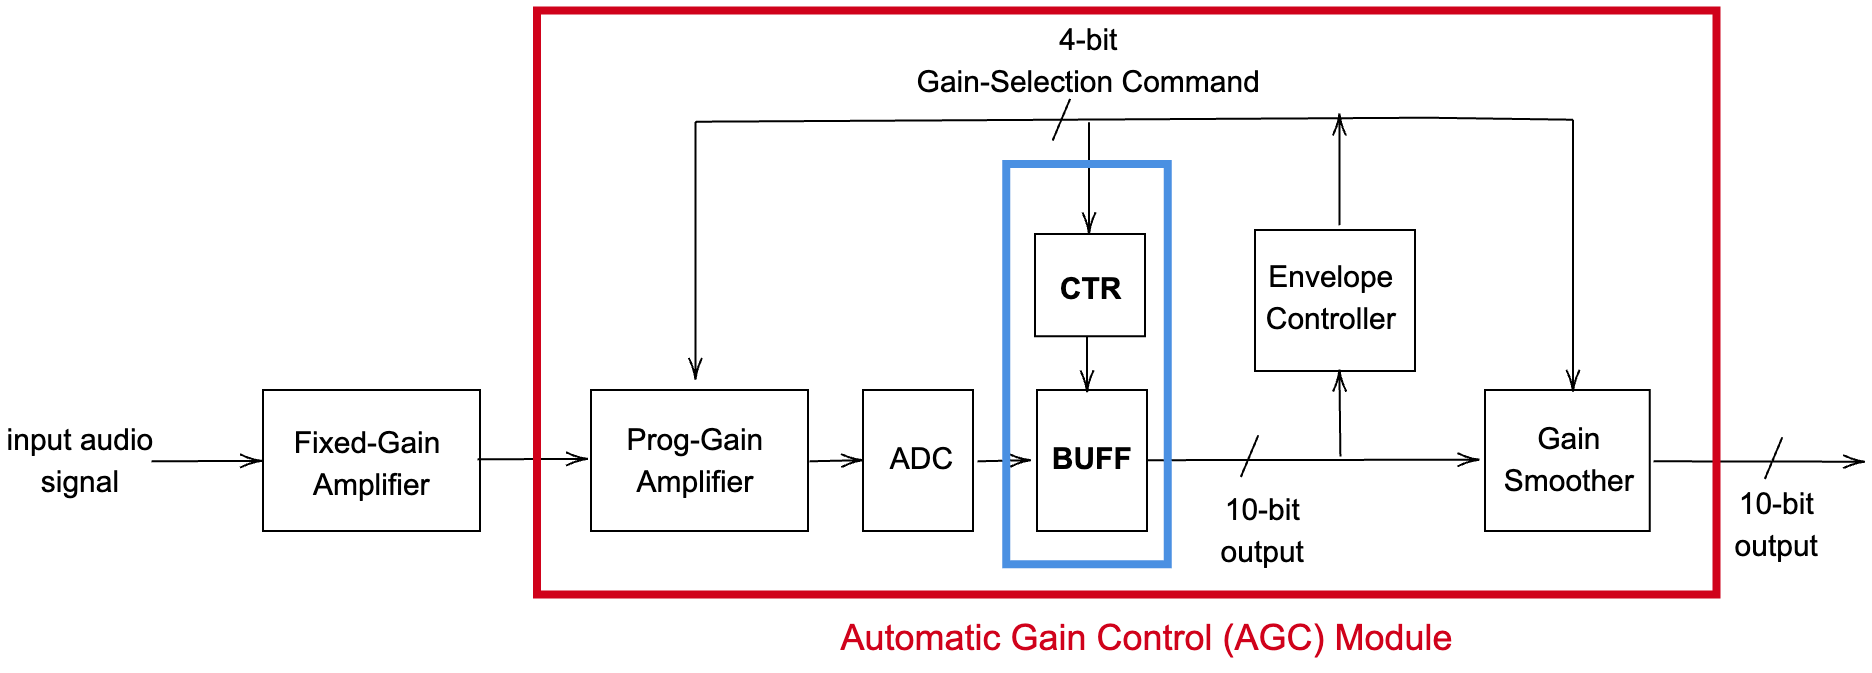 4-bit
Gain-Selection Command
CTR
Envelope
Controller
input audio
signal
Fixed-Gain
Amplifier
Prog-Gain
Amplifier
ADC
BUFF
10-bit
output
Gain
Smoother
10-bit
output
Automatic Gain Control (AGC) Module